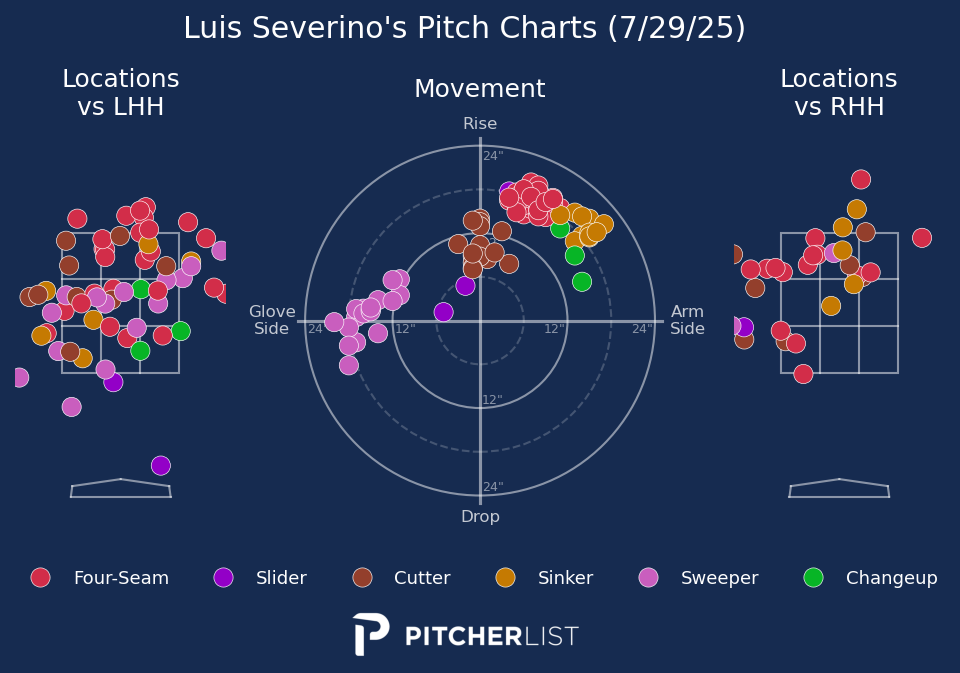 Luis Severino's Pitch Charts (7/29/25)
Locations
vs LHH
Movement
Locations
vs RHH
Rise
24"
Glove
Side
24"
12"
12"
24"
Arm
Side
12"
24"
Drop
Four-Seam
Slider
Cutter
Sinker
Sweeper
Changeup
PITCHERLIST